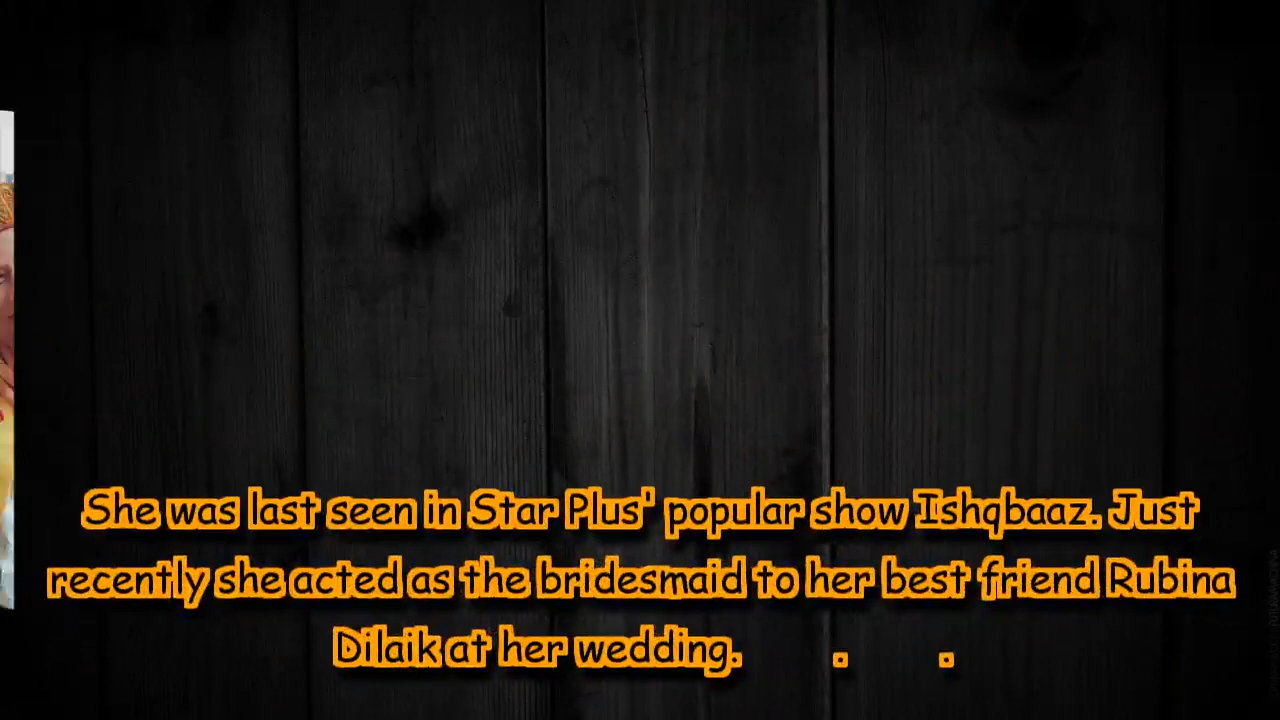 She was last seen in Star Plus' popular show Ishqbaaz. Just
recently she acted as the bridesmaid to her best friend Rubina
Dilaik at her wedding. . .